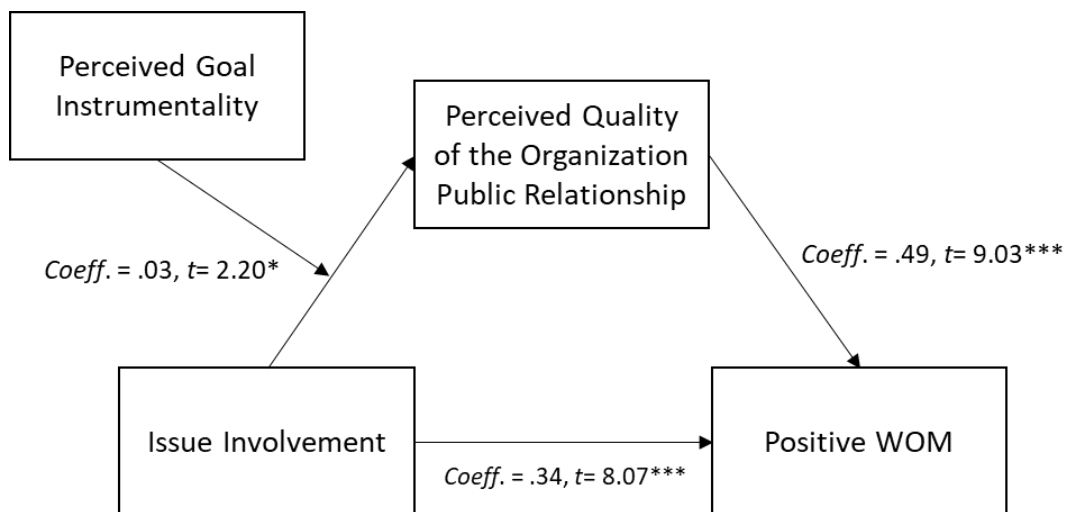 Perceived Goal
Instrumentality
Perceived Quality
of the Organization
Public Relationship
Coeff. = .03, t= 2.20*
Coeff. = .49, t= 9.03***
Issue Involvement
Coeff. = .34, t= 8.07***
Positive WOM